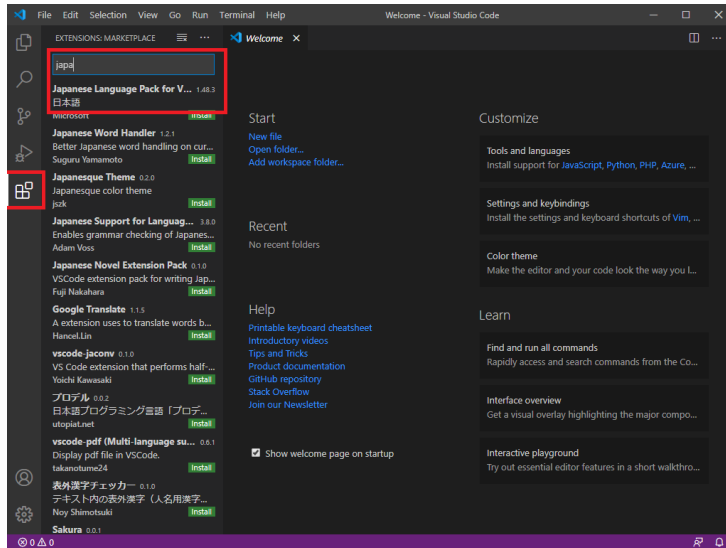 File Edit Selection View Go Run Terminal Help
Welcome - Visual Studio Code
EXTENSIONS: MARKETPLACE
japa
Japanese Language Pack for V... 1.48.3
日本語
Microsoft Install
Japanese Word Handler 1.2.1
Better Japanese word handling on cur...
Suguru Yamamoto Install
Japanesque Theme 0.2.0
Japanesque color theme
jszk Install
Japanese Support for Languag... 3.8.0
Enables grammar checking of Japanes...
Adam Voss Install
Japanese Novel Extension Pack 0.1.0
VSCode extension pack for writing Jap...
Fuji Nakahara Install
Google Translate 1.1.5
A extension uses to translate words b...
Hancel.Lin Install
vscode-jaconv 0.1.0
VS Code extension that performs half-...
Yoichi Kawasaki Install
プロデル 0.0.2
日本語プログラミング言語「プロデ...
utopiat.net Install
vscode-pdf (Multi-language su... 0.6.1
Display pdf file in VSCode.
takanotume24 Install
表外漢字チェッカー 0.1.0
テキスト内の表外漢字（人名用漢字...
Noy Shimotsuki Install
Sakura 0.0.1
Welcome
Start
New file
Open folder...
Add workspace folder...
Recent
No recent folders
Help
Printable keyboard cheatsheet
Introductory videos
Tips and Tricks
Product documentation
GitHub repository
Stack Overflow
Join our Newsletter
Show welcome page on startup
Customize
Tools and languages
Install support for JavaScript, Python, PHP, Azure, ...
Settings and keybindings
Install the settings and keyboard shortcuts of Vim, ...
Color theme
Make the editor and your code look the way you l...
Learn
Find and run all commands
Rapidly access and search commands from the Co...
Interface overview
Get a visual overlay highlighting the major compo...
Interactive playground
Try out essential editor features in a short walkthro...
0 0